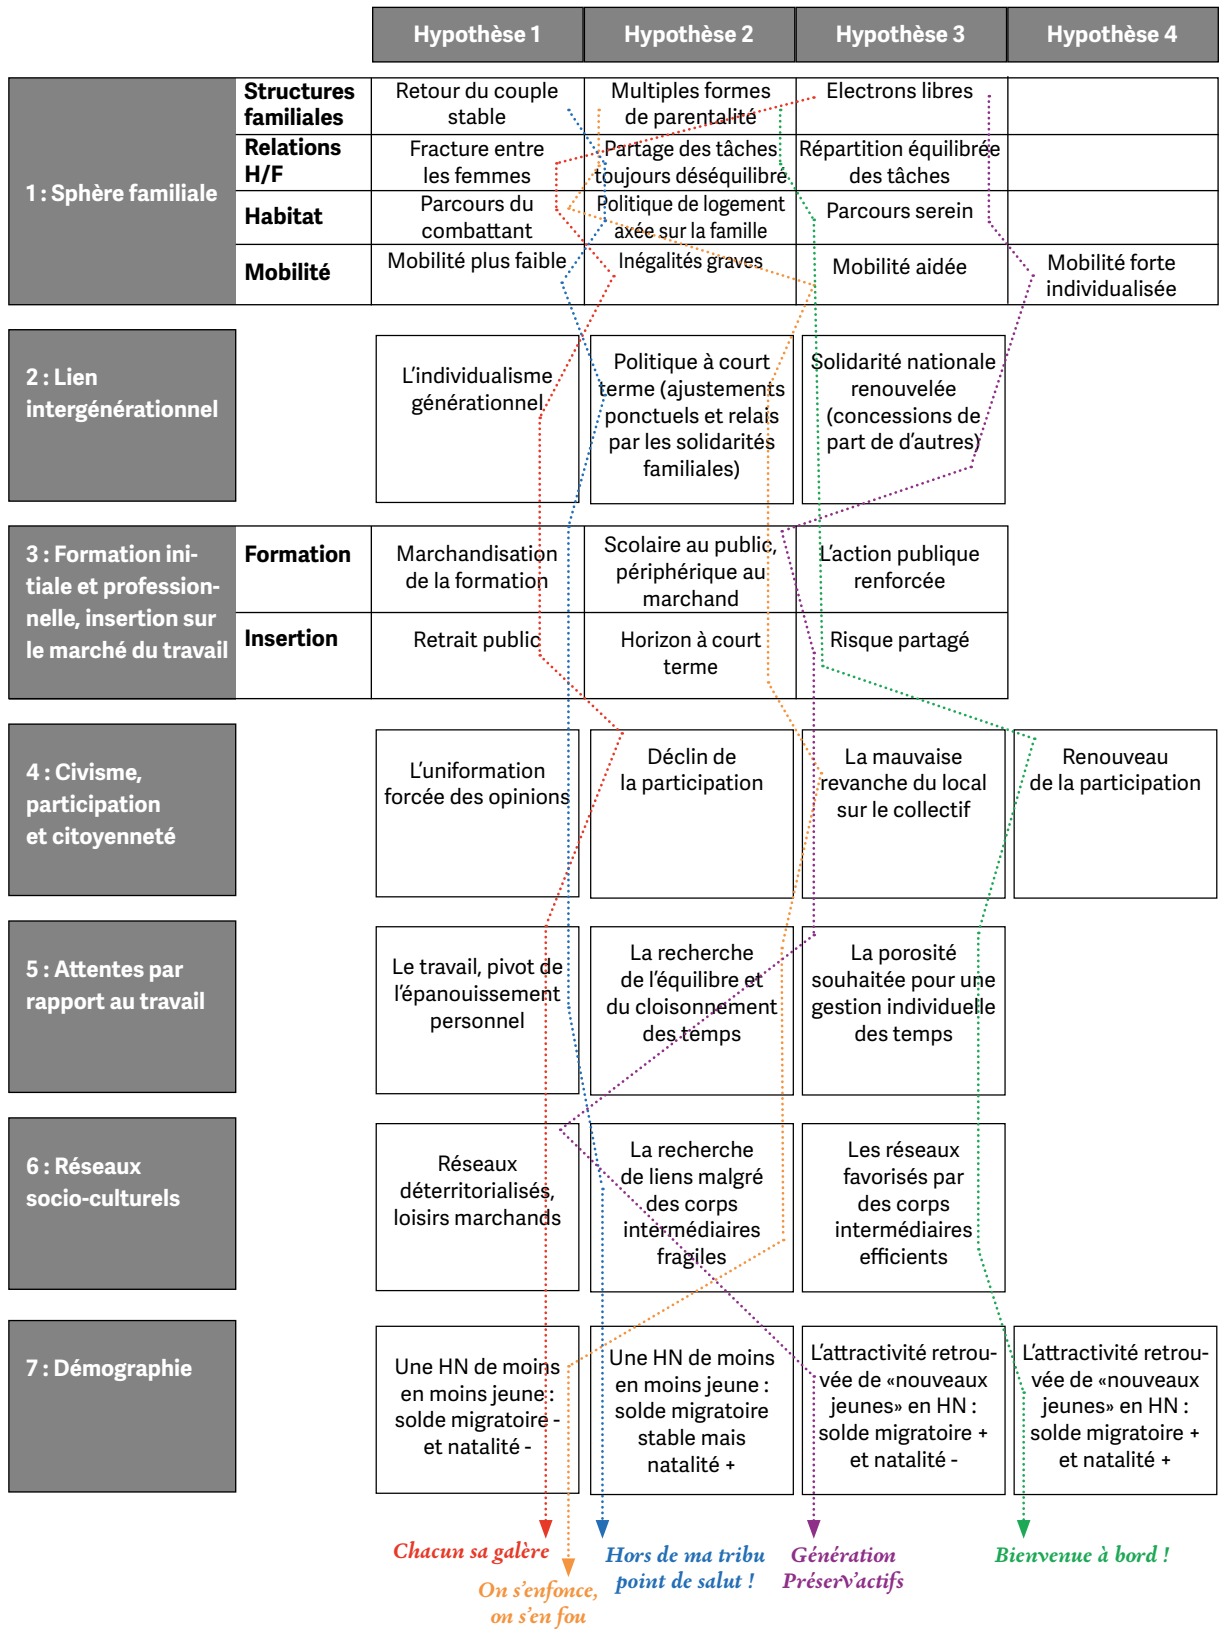 Hypothèse 1
Hypothèse 2
Hypothèse 3
Hypothèse 4
1 : Sphère familiale
Structures
familiales
Retour du couple
stable
Multiples formes
de parentalité
Electrons libres
Relations
H/F
Fracture entre
les femmes
Partage des tâches
toujours déséquilibré
Répartition équilibrée
des tâches
Habitat
Parcours du
combattant
Politique de logement
axée sur la famille
Parcours serein
Mobilité
Mobilité plus faible
Inégalités graves
Mobilité aidée
Mobilité forte
individualisée
2 : Lien
intergénérationnel
L'individualisme
générationnel
Politique à court
terme (ajustements
ponctuels et relais
par les solidarités
familiales)
Solidarité nationale
renouvelée
(concessions de
part de d'autres)
3 : Formation ini-
tiale et profession-
nelle, insertion sur
le marché du travail
Formation
Marchandisation
de la formation
Scolaire au public,
périphérique au
marchand
L'action publique
renforcée
Insertion
Retrait public
Horizon à court
terme
Risque partagé
4 : Civisme,
participation
et citoyenneté
L'uniformation
forcée des opinions
Déclin de
la participation
La mauvaise
revanche du local
sur le collectif
Renouveau
de la participation
5 : Attentes par
rapport au travail
Le travail, pivot de
l'épanouissement
personnel
La recherche
de l'équilibre et
du cloisonnement
des temps
La porosité
souhaitée pour une
gestion individuelle
des temps
6 : Réseaux
socio-culturels
Réseaux
déterritorialisés,
loisirs marchands
La recherche
de liens malgré
des corps
intermédiaires
fragiles
Les réseaux
favorisés par
des corps
intermédiaires
efficients
7 : Démographie
Une HN de moins
en moins jeune :
solde migratoire -
et natalité -
Une HN de moins
en moins jeune :
solde migratoire
stable mais
natalité +
L'attractivité retrou-
vée de «nouveaux
jeunes» en HN :
solde migratoire +
et natalité -
L'attractivité retrou-
vée de «nouveaux
jeunes» en HN :
solde migratoire +
et natalité +
Chacun sa galère
On s'enfonce,
on s'en fou
Hors de ma tribu
point de salut !
Génération
Préserv'actifs
Bienvenue à bord !